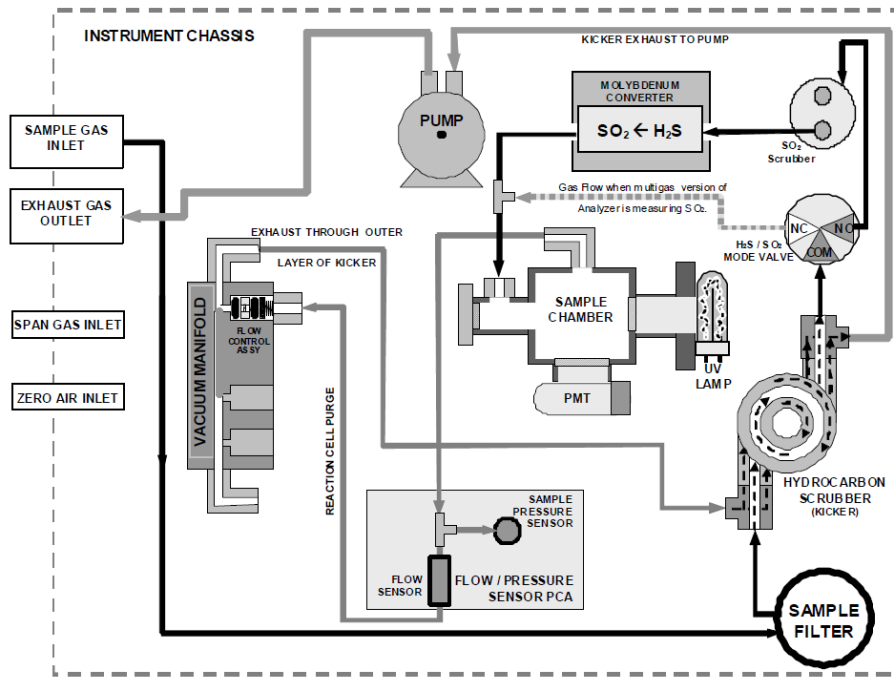 INSTRUMENT CHASSIS
KICKER EXHAUST TO PUMP
MOLYBDENUM
CONVERTER
SO₂ ← H₂S
PUMP
SO₂
Scrubber
SAMPLE GAS
INLET
EXHAUST GAS
OUTLET
Gas Flow when multigas version of
Analyzer is measuring SO₂.
NC
NO
COM
H₂S / SO₂
MODE VALVE
EXHAUST THROUGH OUTER
LAYER OF KICKER
SAMPLE
CHAMBER
SPAN GAS INLET
VACUUM MANIFOLD
FLOW
CONTROL
ASSY
UV
LAMP
PMT
ZERO AIR INLET
REACTION CELL PURGE
HYDROCARBON
SCRUBBER
(KICKER)
SAMPLE
PRESSURE
SENSOR
FLOW
SENSOR
FLOW / PRESSURE
SENSOR PCA
SAMPLE
FILTER